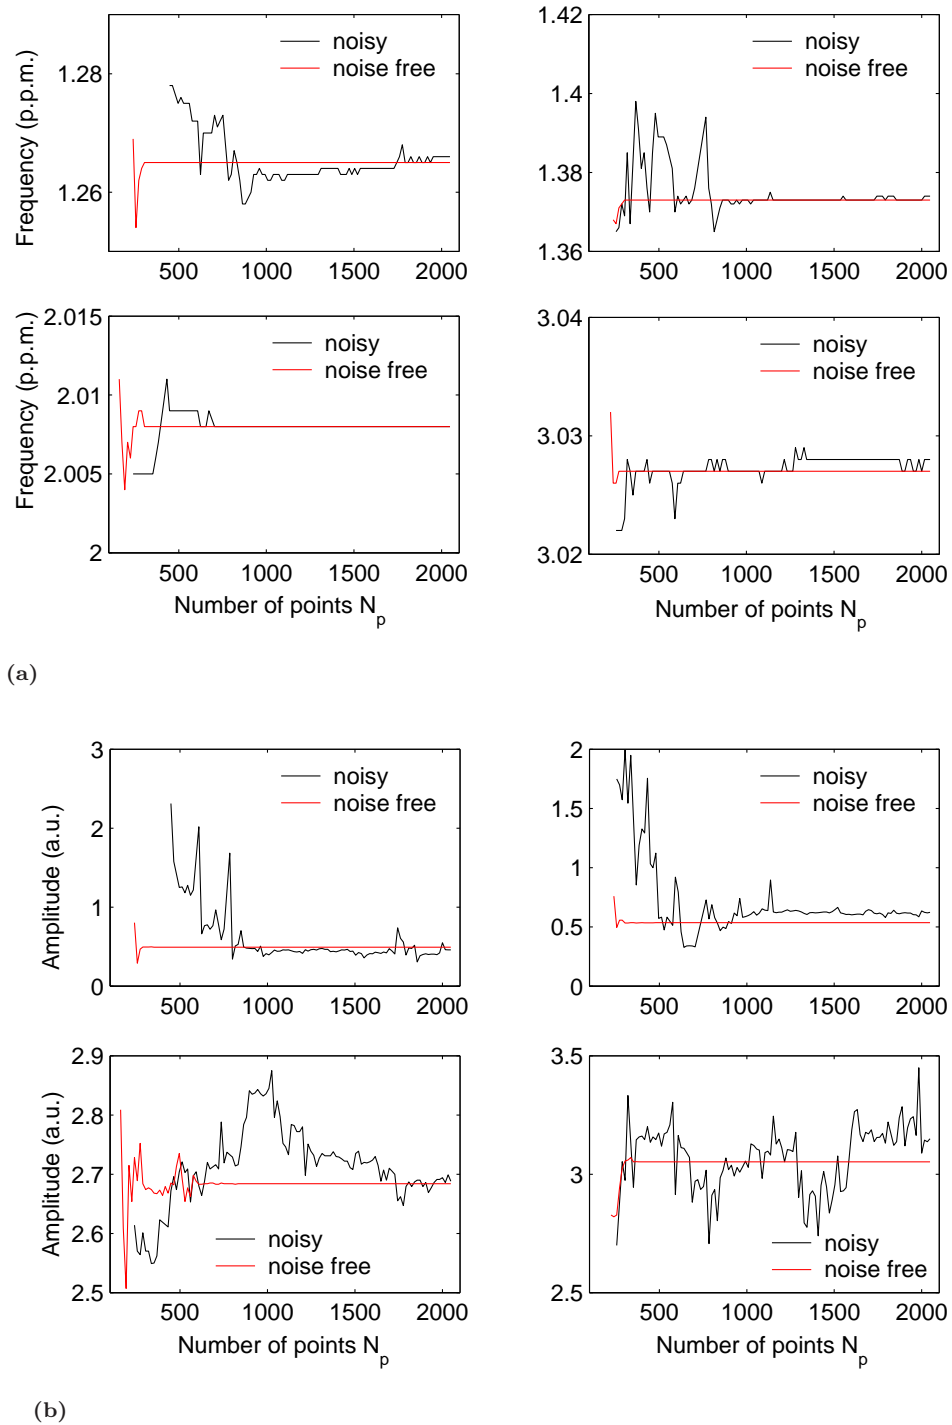 1.42
noisy
noise free
1.28
1.26
Frequency (p.p.m.)
500 1000 1500 2000
noisy
noise free
1.4
1.38
1.36
500 1000 1500 2000
2.015
2.01
2.005
2
Frequency (p.p.m.)
noisy
noise free
500 1000 1500 2000
Number of points Np
3.04
3.03
3.02
noisy
noise free
500 1000 1500 2000
Number of points Np
(a)
3
2
1
0
Amplitude (a.u.)
noisy
noise free
500 1000 1500 2000
2
1.5
1
0.5
0
noisy
noise free
500 1000 1500 2000
2.9
2.8
2.7
2.6
2.5
Amplitude (a.u.)
noisy
noise free
500 1000 1500 2000
Number of points Np
3.5
3
2.5
noisy
noise free
500 1000 1500 2000
Number of points Np
(b)